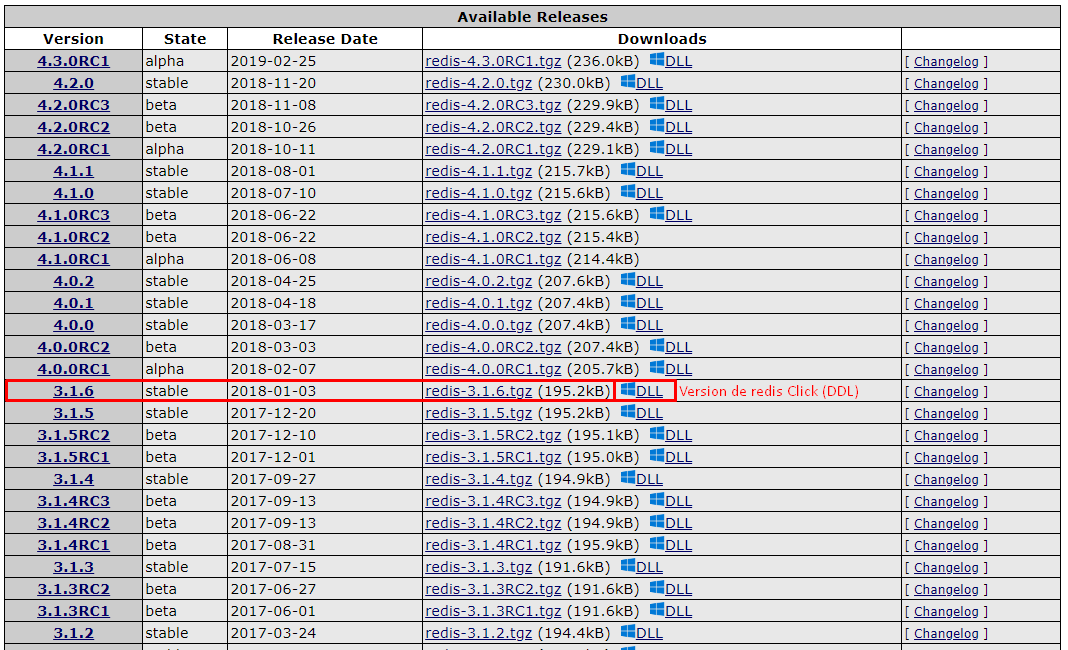 Available Releases
Version State Release Date Downloads
4.3.0RC1 alpha 2019-02-25 redis-4.3.0RC1.tgz (236.0kB) DLL [ Changelog ]
4.2.0 stable 2018-11-20 redis-4.2.0.tgz (230.0kB) DLL [ Changelog ]
4.2.0RC3 beta 2018-11-08 redis-4.2.0RC3.tgz (229.9kB) DLL [ Changelog ]
4.2.0RC2 beta 2018-10-26 redis-4.2.0RC2.tgz (229.4kB) DLL [ Changelog ]
4.2.0RC1 alpha 2018-10-11 redis-4.2.0RC1.tgz (229.1kB) DLL [ Changelog ]
4.1.1 stable 2018-08-01 redis-4.1.1.tgz (215.7kB) DLL [ Changelog ]
4.1.0 stable 2018-07-10 redis-4.1.0.tgz (215.6kB) DLL [ Changelog ]
4.1.0RC3 beta 2018-06-22 redis-4.1.0RC3.tgz (215.6kB) DLL [ Changelog ]
4.1.0RC2 beta 2018-06-22 redis-4.1.0RC2.tgz (215.4kB) [ Changelog ]
4.1.0RC1 alpha 2018-06-08 redis-4.1.0RC1.tgz (214.4kB) [ Changelog ]
4.0.2 stable 2018-04-25 redis-4.0.2.tgz (207.6kB) DLL [ Changelog ]
4.0.1 stable 2018-04-18 redis-4.0.1.tgz (207.4kB) DLL [ Changelog ]
4.0.0 stable 2018-03-17 redis-4.0.0.tgz (207.4kB) DLL [ Changelog ]
4.0.0RC2 beta 2018-03-03 redis-4.0.0RC2.tgz (207.4kB) DLL [ Changelog ]
4.0.0RC1 alpha 2018-02-07 redis-4.0.0RC1.tgz (205.7kB) DLL [ Changelog ]
3.1.6 stable 2018-01-03 redis-3.1.6.tgz (195.2kB) DLL Version de redis Click (DDL) [ Changelog ]
3.1.5 stable 2017-12-20 redis-3.1.5.tgz (195.2kB) DLL [ Changelog ]
3.1.5RC2 beta 2017-12-10 redis-3.1.5RC2.tgz (195.1kB) DLL [ Changelog ]
3.1.5RC1 beta 2017-12-01 redis-3.1.5RC1.tgz (195.0kB) DLL [ Changelog ]
3.1.4 stable 2017-09-27 redis-3.1.4.tgz (194.9kB) DLL [ Changelog ]
3.1.4RC3 beta 2017-09-13 redis-3.1.4RC3.tgz (194.9kB) DLL [ Changelog ]
3.1.4RC2 beta 2017-09-13 redis-3.1.4RC2.tgz (194.9kB) DLL [ Changelog ]
3.1.4RC1 beta 2017-08-31 redis-3.1.4RC1.tgz (195.9kB) DLL [ Changelog ]
3.1.3 stable 2017-07-15 redis-3.1.3.tgz (191.6kB) DLL [ Changelog ]
3.1.3RC2 beta 2017-06-27 redis-3.1.3RC2.tgz (191.6kB) DLL [ Changelog ]
3.1.3RC1 beta 2017-06-01 redis-3.1.3RC1.tgz (191.6kB) DLL [ Changelog ]
3.1.2 stable 2017-03-24 redis-3.1.2.tgz (194.4kB) DLL [ Changelog ]